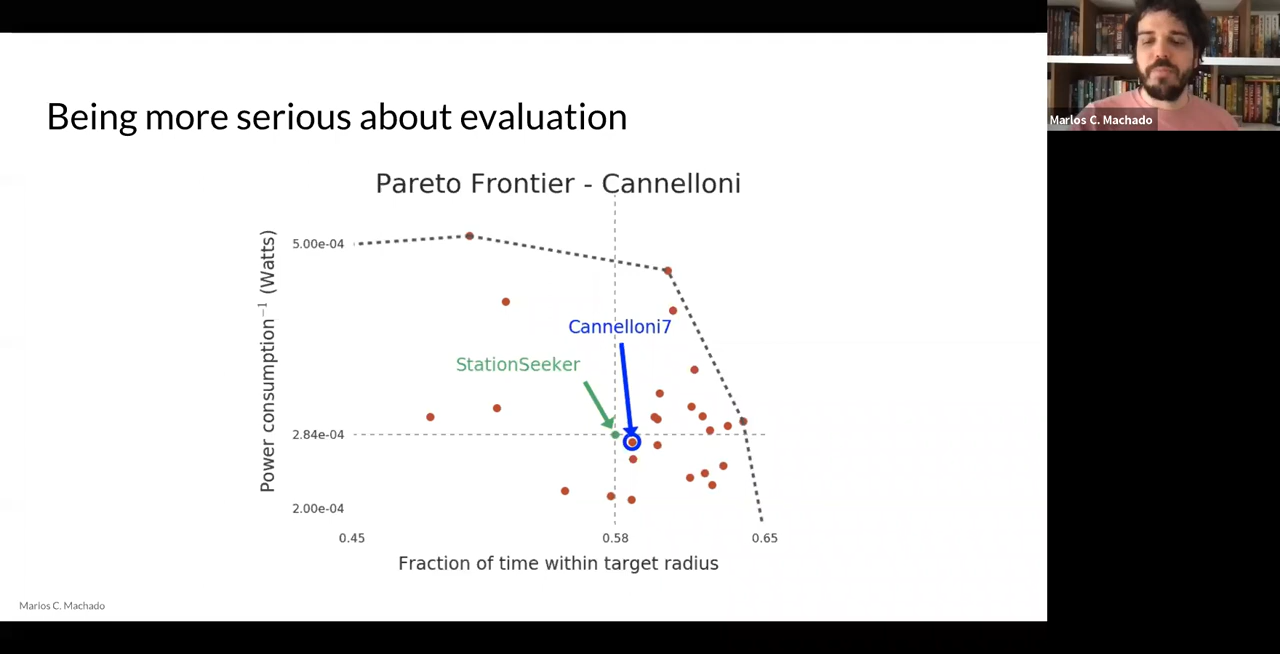 Being more serious about evaluation
Pareto Frontier - Cannelloni
Power consumption⁻¹ (Watts)
5.00e-04
2.84e-04
2.00e-04
Cannelloni7
StationSeeker
0.45
0.58
0.65
Fraction of time within target radius
Marlos C. Machado
Marlos C. Machado